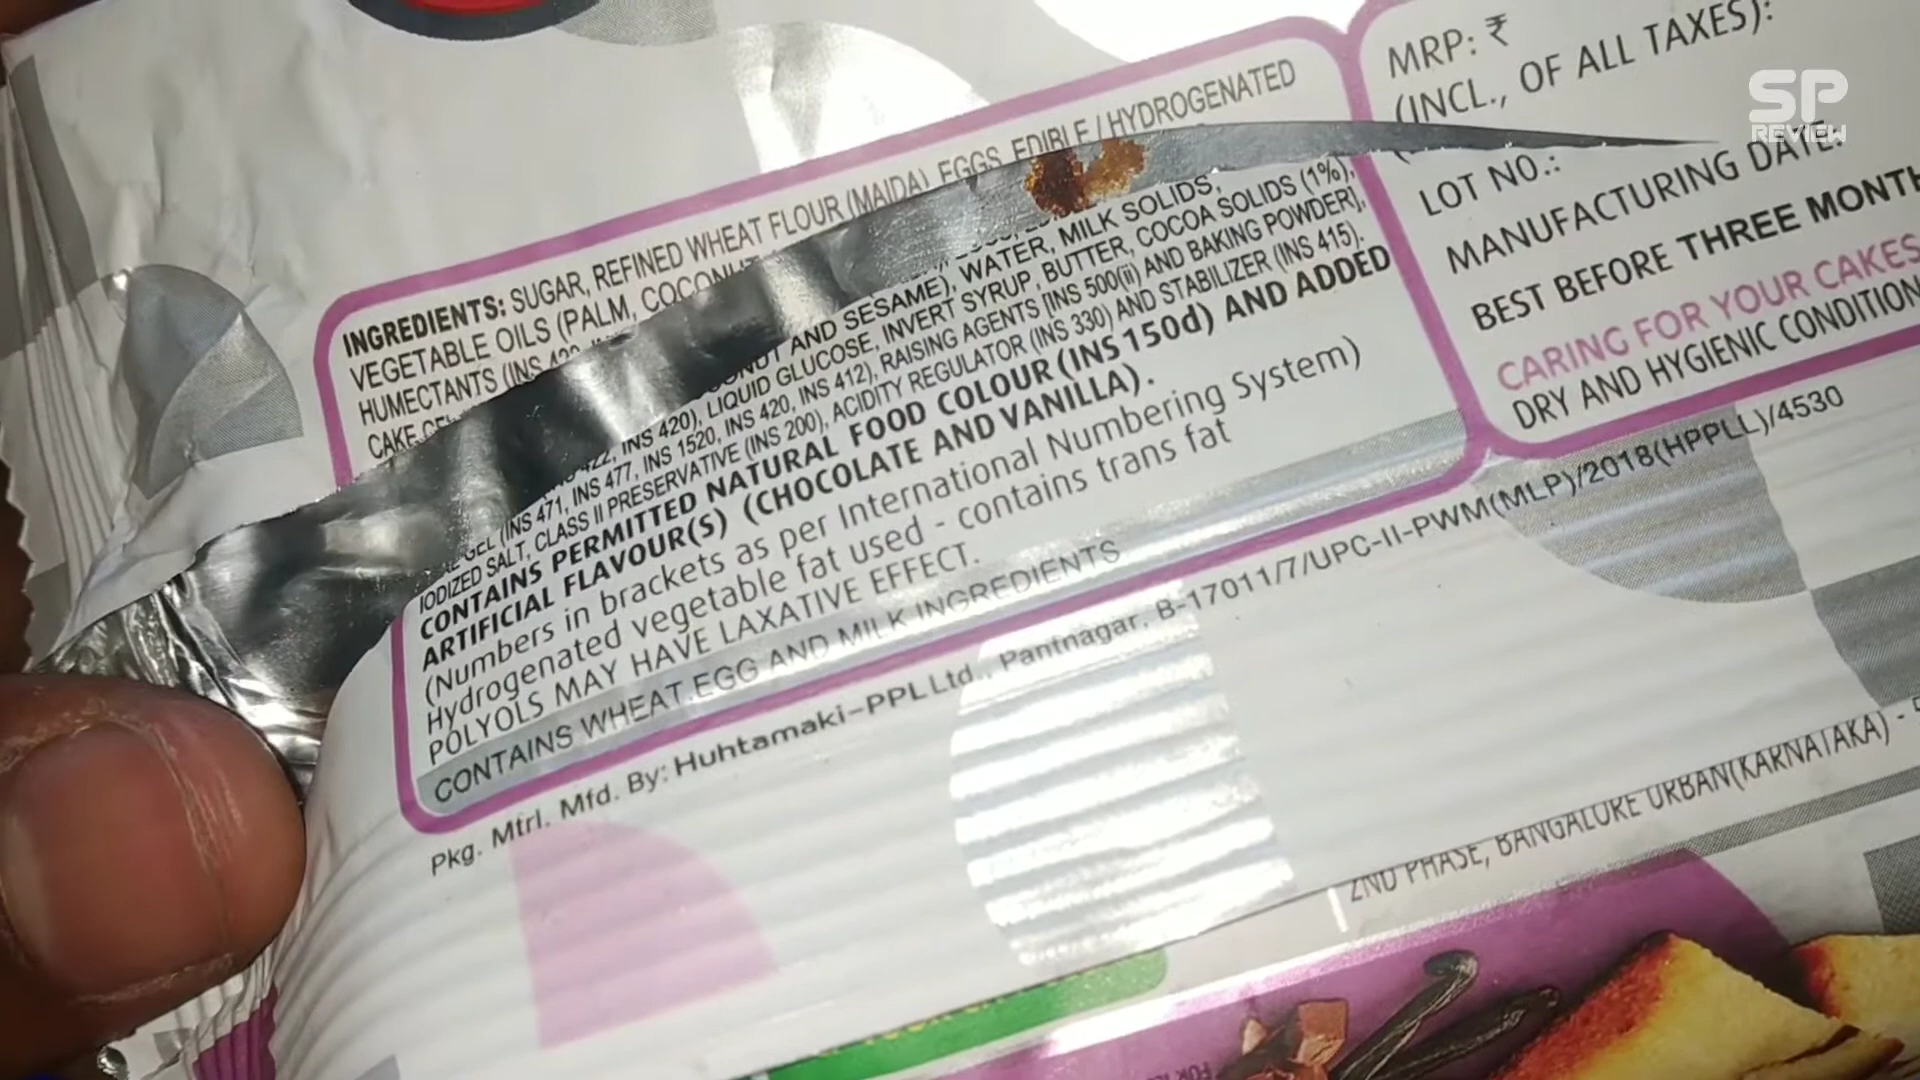 INGREDIENTS: SUGAR, REFINED WHEAT FLOUR (MAIDA), EGGS, EDIBLE / HYDROGENATED
VEGETABLE OILS (PALM, COCONUT AND SESAME), WATER, MILK SOLIDS,
HUMECTANTS (INS 422, INS 420), LIQUID GLUCOSE, INVERT SYRUP, BUTTER, COCOA SOLIDS (1%),
CAKE GEL (INS 471, INS 477, INS 1520, INS 420, INS 412), RAISING AGENTS [INS 500(ii) AND BAKING POWDER],
IODIZED SALT, CLASS II PRESERVATIVE (INS 200), ACIDITY REGULATOR (INS 330) AND STABILIZER (INS 415).
CONTAINS PERMITTED NATURAL FOOD COLOUR (INS 150d) AND ADDED
ARTIFICIAL FLAVOUR(S) (CHOCOLATE AND VANILLA).
(Numbers in brackets as per International Numbering System)
Hydrogenated vegetable fat used - contains trans fat
POLYOLS MAY HAVE LAXATIVE EFFECT.
CONTAINS WHEAT, EGG AND MILK INGREDIENTS
Pkg. Mtrl. Mfd. By: Huhtamaki-PPL Ltd., Pantnagar, B-17011/7/UPC-II-PWM(MLP)/2018(HPPLL)/4530
MRP: ₹
(INCL., OF ALL TAXES):
LOT NO.:
MANUFACTURING DATE:
BEST BEFORE THREE MONTH
CARING FOR YOUR CAKES
DRY AND HYGIENIC CONDITION
2ND PHASE, BANGALORE URBAN(KARNATAKA) -
SP
REVIEW